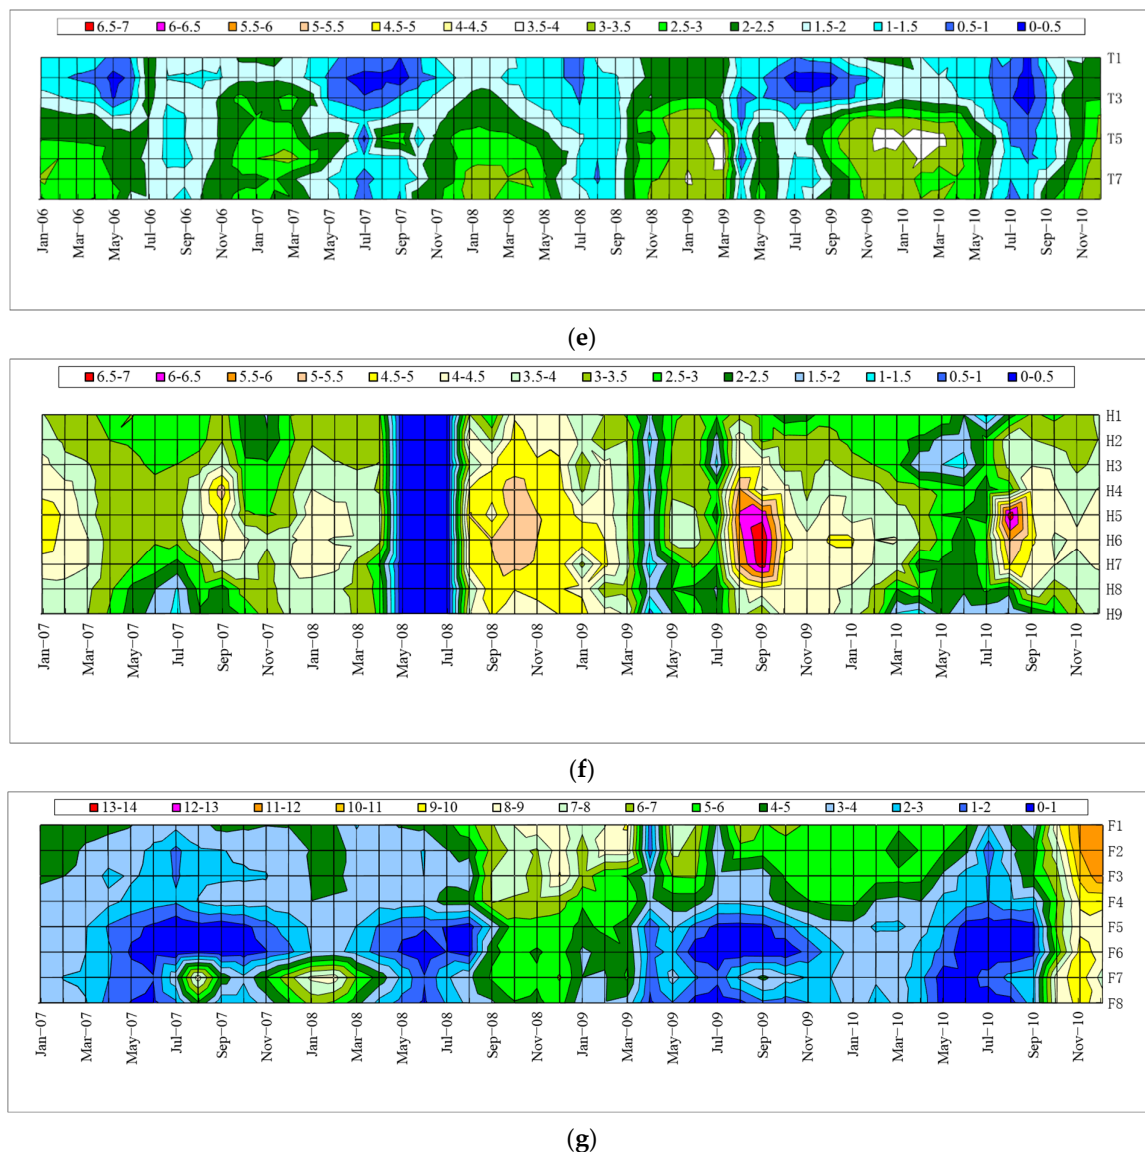 6.5-7 6-6.5 5.5-6 5-5.5 4.5-5 4-4.5 3.5-4 3-3.5 2.5-3 2-2.5 1.5-2 1-1.5 0.5-1 0-0.5
T1
T3
T5
T7
Jan-06 Mar-06 May-06 Jul-06 Sep-06 Nov-06 Jan-07 Mar-07 May-07 Jul-07 Sep-07 Nov-07 Jan-08 Mar-08 May-08 Jul-08 Sep-08 Nov-08 Jan-09 Mar-09 May-09 Jul-09 Sep-09 Nov-09 Jan-10 Mar-10 May-10 Jul-10 Sep-10 Nov-10
(e)
6.5-7 6-6.5 5.5-6 5-5.5 4.5-5 4-4.5 3.5-4 3-3.5 2.5-3 2-2.5 1.5-2 1-1.5 0.5-1 0-0.5
H1
H2
H3
H4
H5
H6
H7
H8
H9
Jan-07 Mar-07 May-07 Jul-07 Sep-07 Nov-07 Jan-08 Mar-08 May-08 Jul-08 Sep-08 Nov-08 Jan-09 Mar-09 May-09 Jul-09 Sep-09 Nov-09 Jan-10 Mar-10 May-10 Jul-10 Sep-10 Nov-10
(f)
13-14 12-13 11-12 10-11 9-10 8-9 7-8 6-7 5-6 4-5 3-4 2-3 1-2 0-1
F1
F2
F3
F4
F5
F6
F7
F8
Jan-07 Mar-07 May-07 Jul-07 Sep-07 Nov-07 Jan-08 Mar-08 May-08 Jul-08 Sep-08 Nov-08 Jan-09 Mar-09 May-09 Jul-09 Sep-09 Nov-09 Jan-10 Mar-10 May-10 Jul-10 Sep-10 Nov-10
(g)